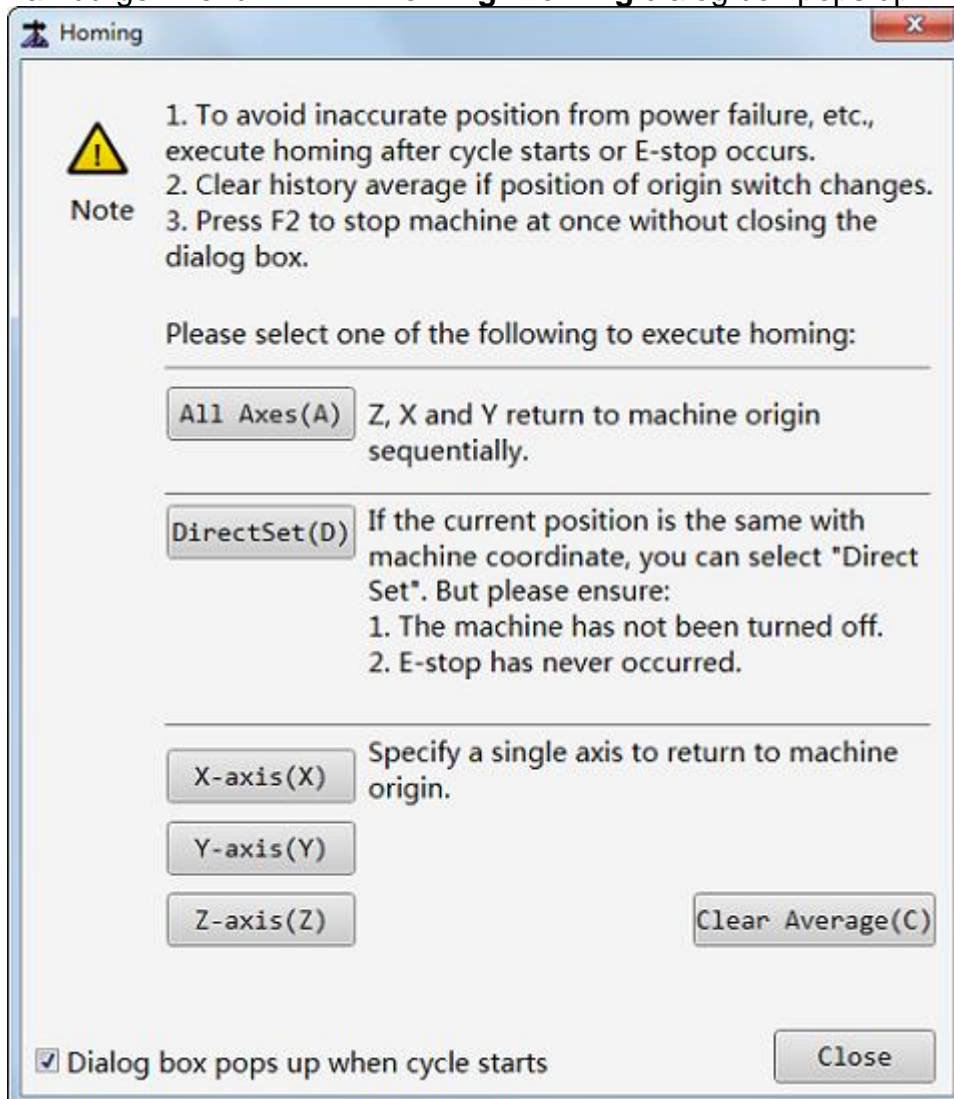 Homing
1. To avoid inaccurate position from power failure, etc.,
execute homing after cycle starts or E-stop occurs.
2. Clear history average if position of origin switch changes.
Note
3. Press F2 to stop machine at once without closing the
dialog box.
Please select one of the following to execute homing:
All Axes(A)
Z, X and Y return to machine origin
sequentially.
DirectSet(D)
If the current position is the same with
machine coordinate, you can select "Direct
Set". But please ensure:
1. The machine has not been turned off.
2. E-stop has never occurred.
X-axis(X)
Specify a single axis to return to machine
origin.
Y-axis(Y)
Z-axis(Z)
Clear Average(C)
Dialog box pops up when cycle starts
Close